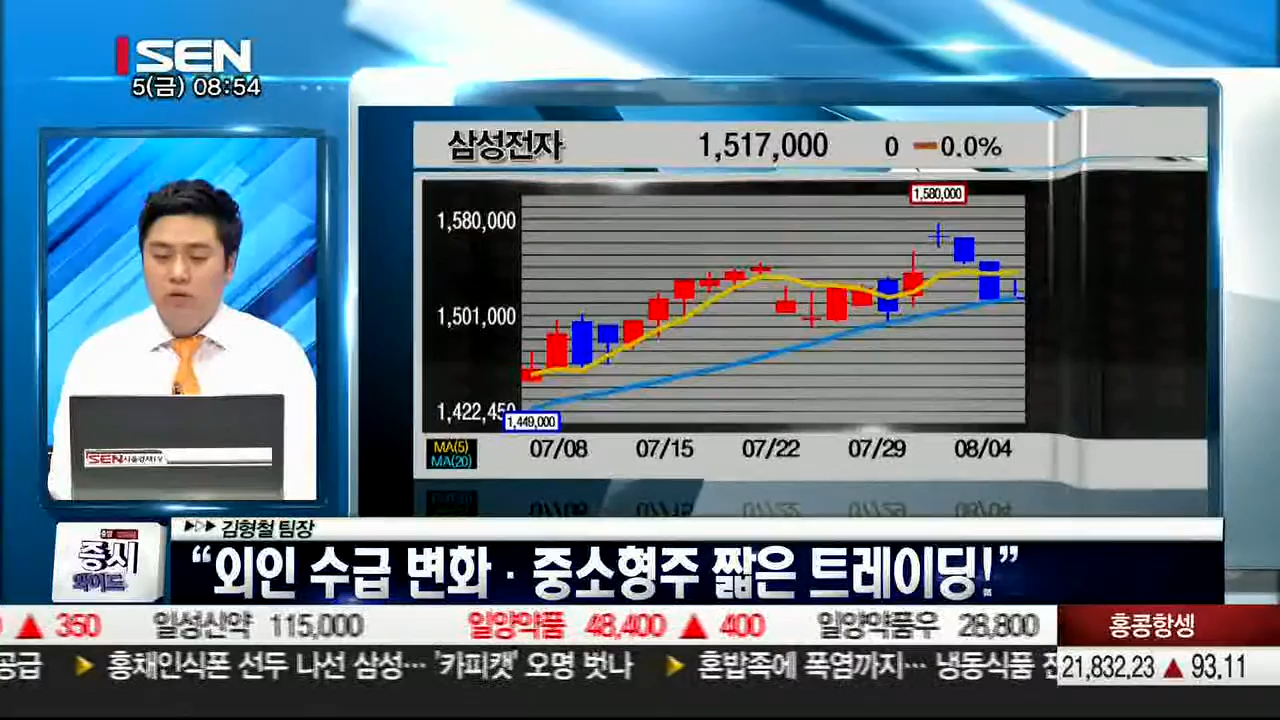 SEN
5(금) 08:54
삼성전자 1,517,000 0 0.0%
1,580,000
1,580,000
1,501,000
1,422,450
1,449,000
MA(5)
MA(20)
07/08 07/15 07/22 07/29 08/04
SEN 서울경제TV
증시
와이드
김형철 팀장
“외인 수급 변화·중소형주 짧은 트레이딩!”
▲ 350 일성신약 115,000 일양약품 48,400 ▲ 400 일양약품우 28,800 홍콩항셍
공급 ▶ 홍채인식폰 선두 나선 삼성… '카피캣' 오명 벗나 ▶ 혼밥족에 폭염까지… 냉동식품 21,832.23 ▲ 93.11